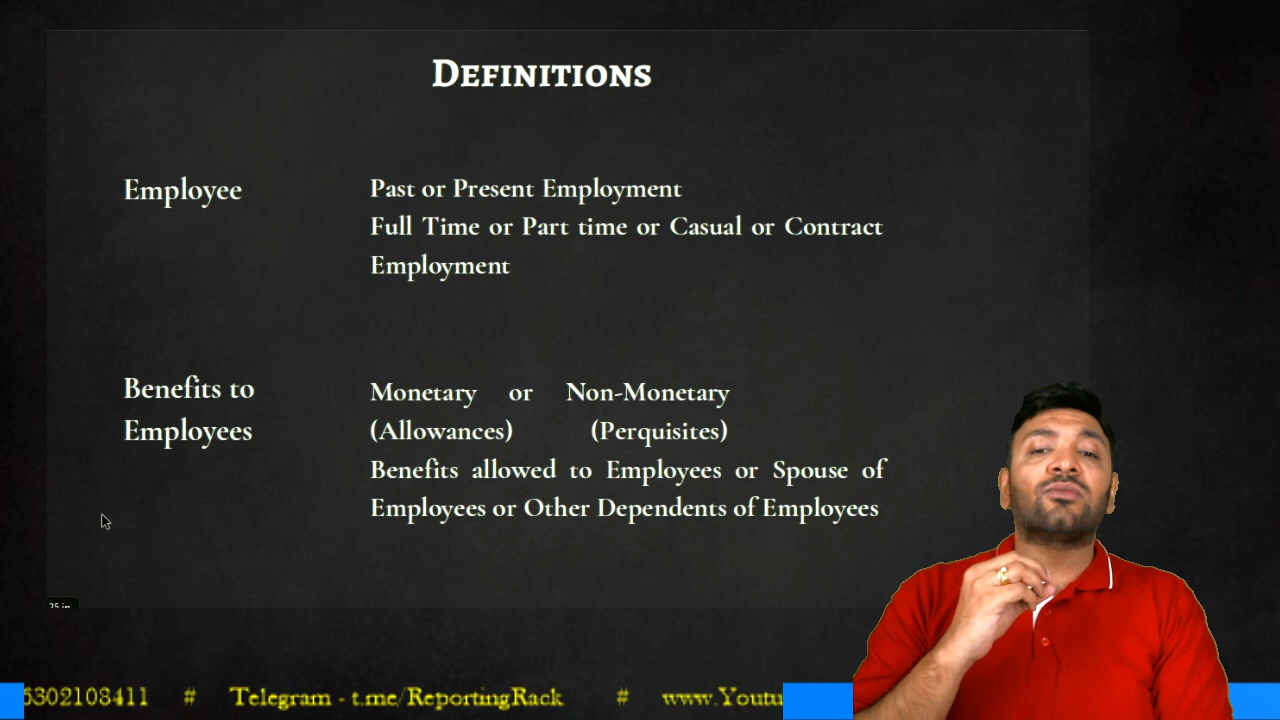 Definitions
Employee
Past or Present Employment
Full Time or Part time or Casual or Contract
Employment
Benefits to
Employees
Monetary or Non-Monetary
(Allowances) (Perquisites)
Benefits allowed to Employees or Spouse of
Employees or Other Dependents of Employees
25 in
6302108411 # Telegram - t.me/ReportingRack # www.Youtu